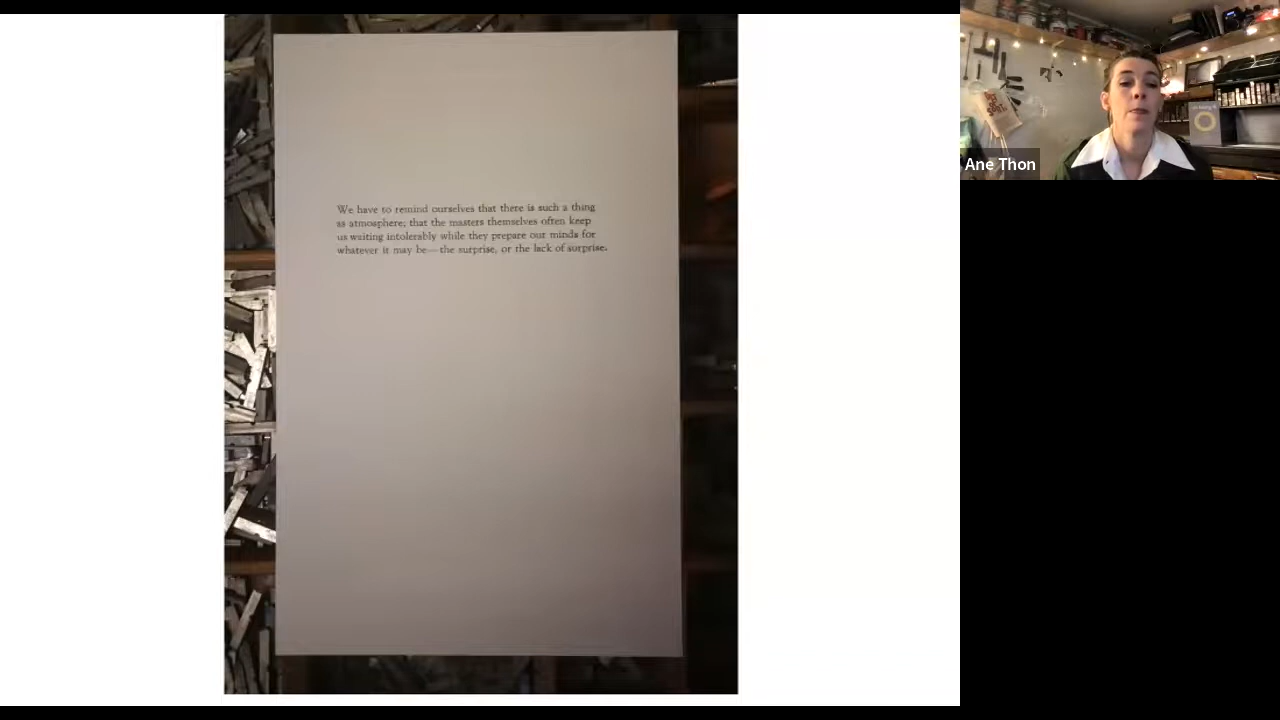 We have to remind ourselves that there is such a thing
as atmosphere; that the masters themselves often keep
us waiting intolerably while they prepare our minds for
whatever it may be—the surprise, or the lack of surprise.
Ane Thon